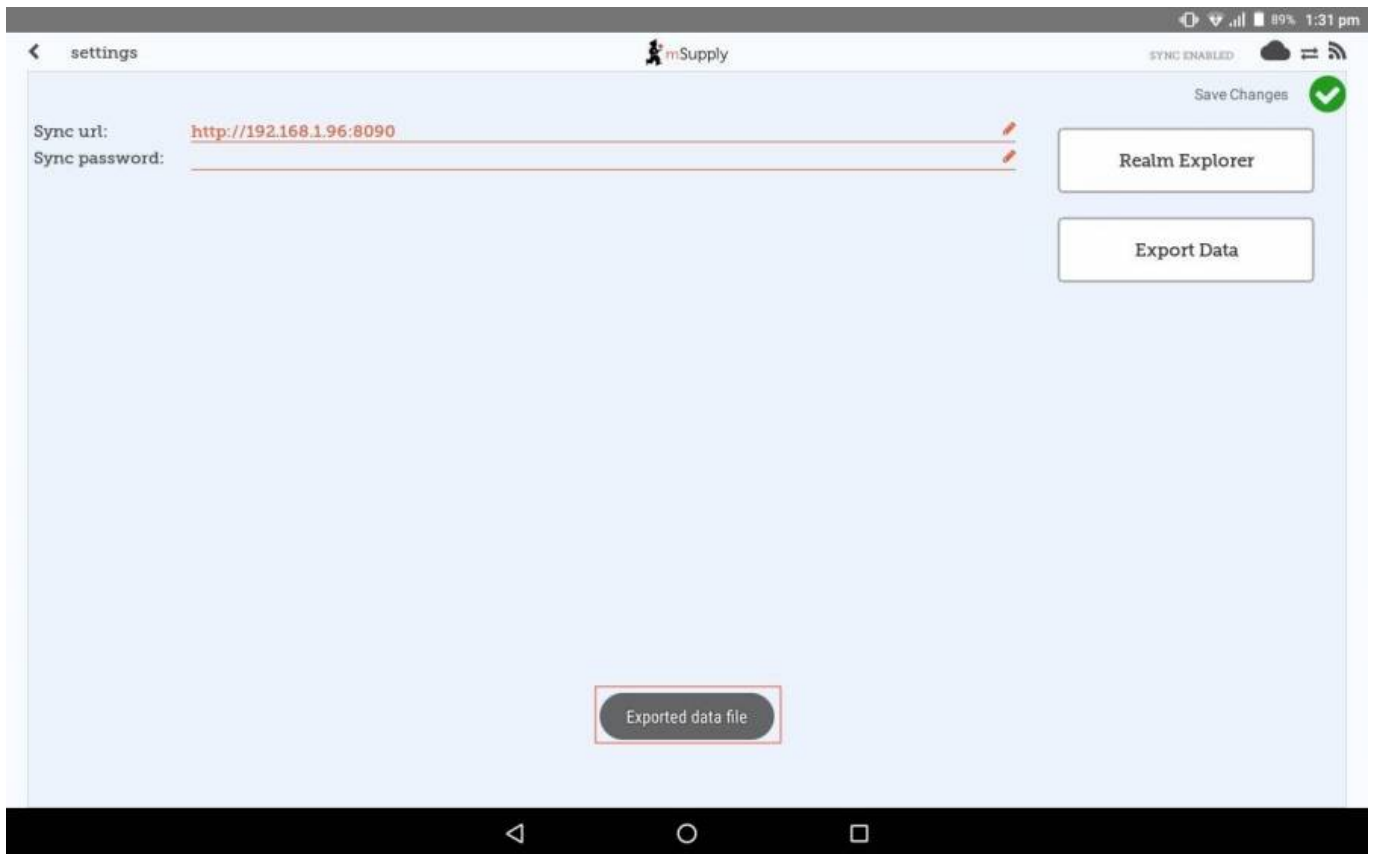 89% 1:31 pm
settings
mSupply
SYNC ENABLED
Save Changes
Sync url: http://192.168.1.96:8090
Sync password:
Realm Explorer
Export Data
Exported data file